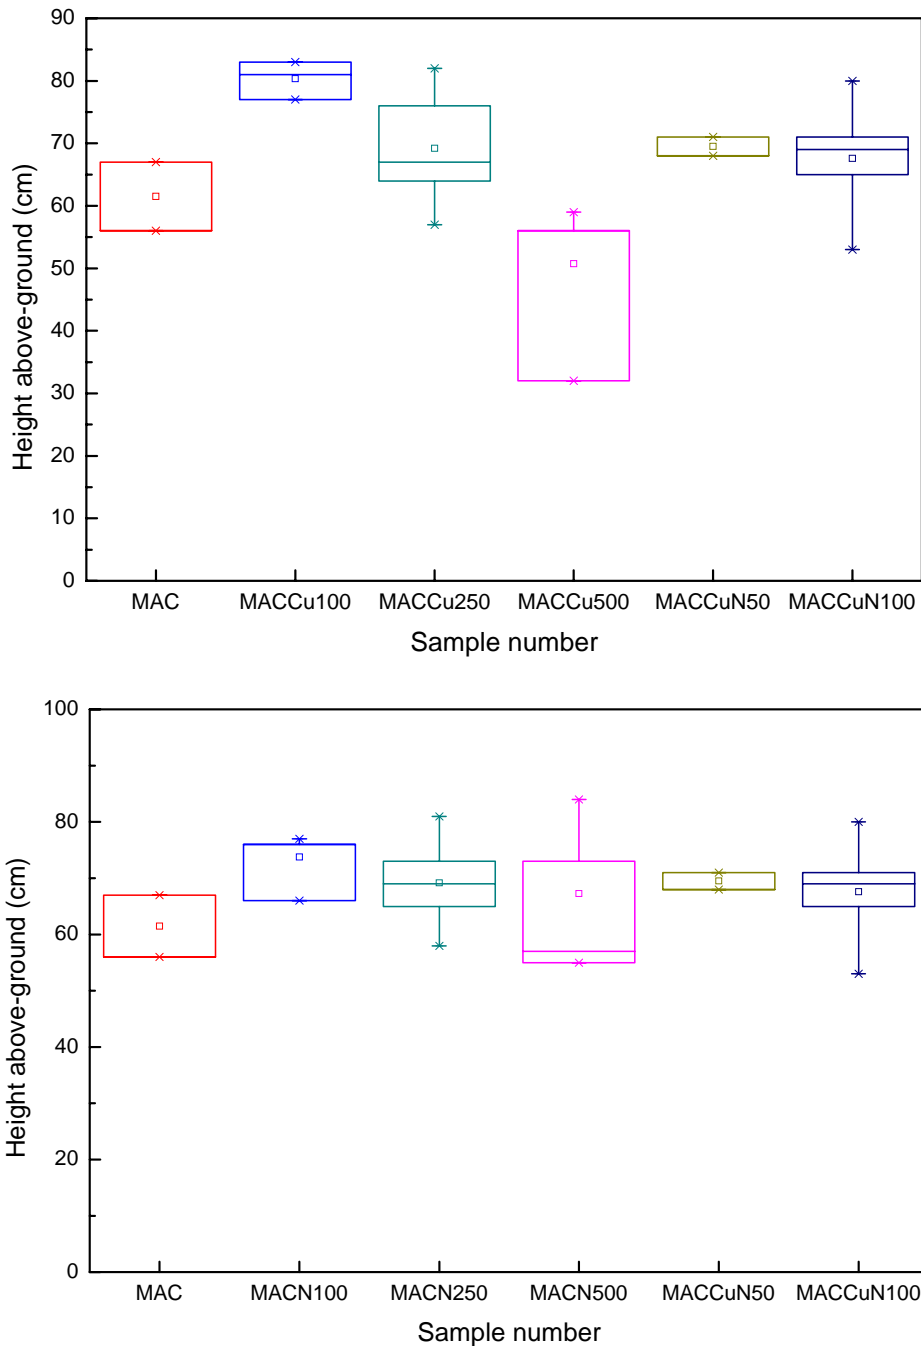 90
80
70
60
50
40
30
20
10
0
Height above-ground (cm)
MAC MACCu100 MACCu250 MACCu500 MACCuN50 MACCuN100
Sample number
100
80
60
40
20
0
Height above-ground (cm)
MAC MACN100 MACN250 MACN500 MACCuN50 MACCuN100
Sample number